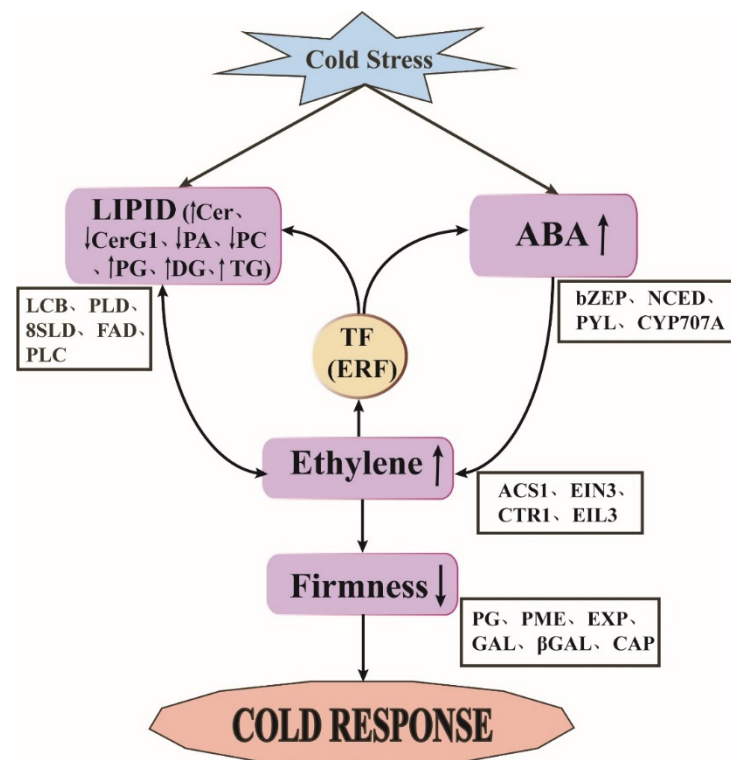 Cold Stress
LIPID (↑Cer、
↓CerG1、↓PA、↓PC
、↑PG、↑DG、↑TG)
ABA ↑
LCB、PLD、
8SLD、FAD、
PLC
bZEP、NCED、
PYL、CYP707A
TF
(ERF)
Ethylene ↑
ACS1、EIN3、
CTR1、EIL3
Firmness ↓
PG、PME、EXP、
GAL、βGAL、CAP
COLD RESPONSE